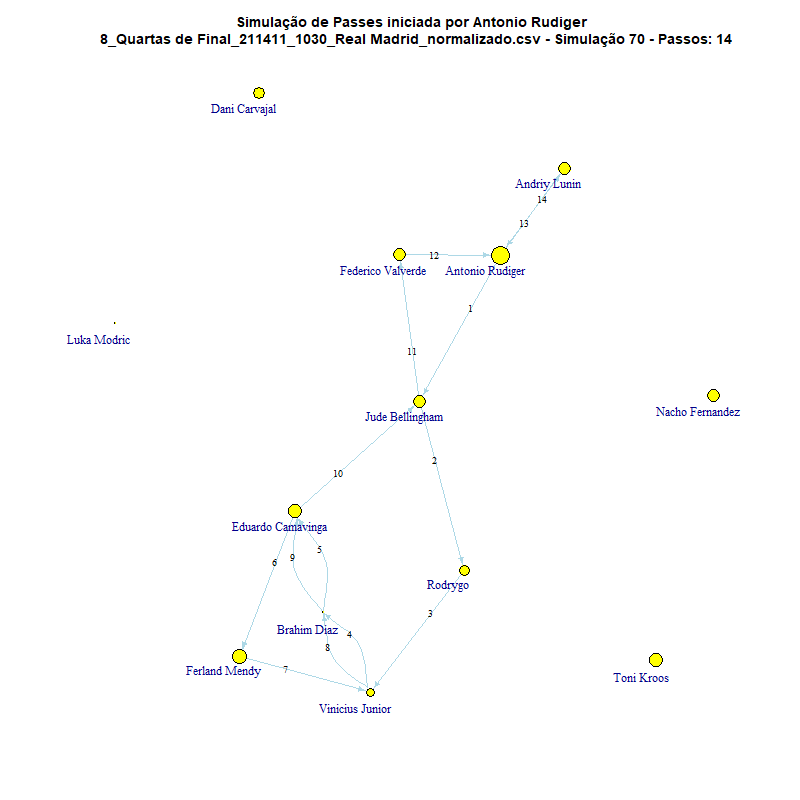 Simulação de Passes iniciada por Antonio Rudiger
8_Quartas de Final_211411_1030_Real Madrid_normalizado.csv - Simulação 70 - Passos: 14
Dani Carvajal
Andriy Lunin
14
13
12
Federico Valverde
Antonio Rudiger
1
Luka Modric
11
Nacho Fernandez
Jude Bellingham
2
10
Eduardo Camavinga
5
9
6
Rodrygo
3
Brahim Diaz
4
8
Ferland Mendy
7
Toni Kroos
Vinicius Junior